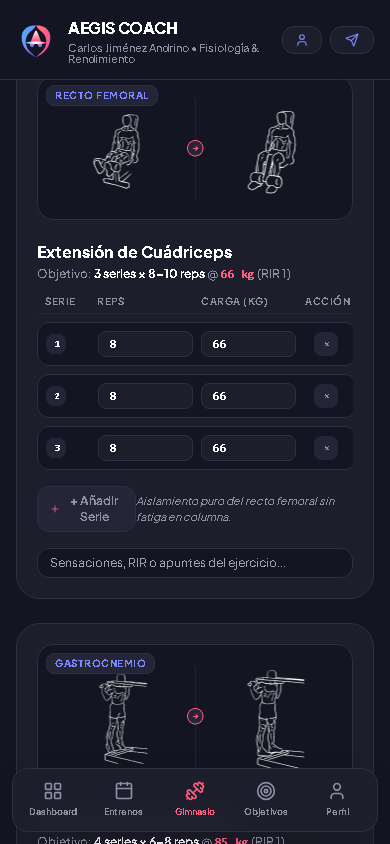 AEGIS COACH
Carlos Jiménez Andrino • Fisiología &
Rendimiento
RECTO FEMORAL
Extensión de Cuádriceps
Objetivo: 3 series x 8-10 reps @ 66 kg (RIR 1)
SERIE REPS CARGA (KG) ACCIÓN
1 8 66 ×
2 8 66 ×
3 8 66 ×
+ + Añadir
Serie
Aislamiento puro del recto femoral sin
fatiga en columna.
Sensaciones, RIR o apuntes del ejercicio...
GASTROCNEMIO
Dashboard Entrenos Gimnasio Objetivos Perfil
Objetivo: 4 series x 6-8 reps @ 85 kg (RIR 1)